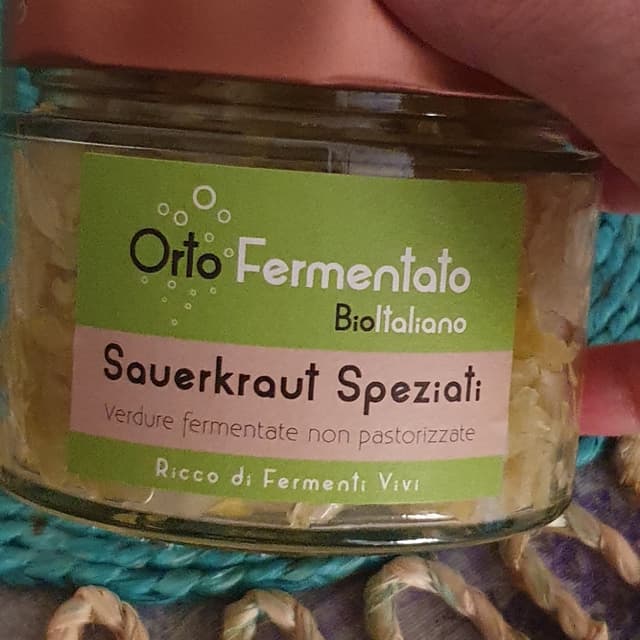 Orto Fermentato
BioItaliano
Sauerkraut Speziati
Verdure fermentate non pastorizzate
Ricco di Fermenti Vivi